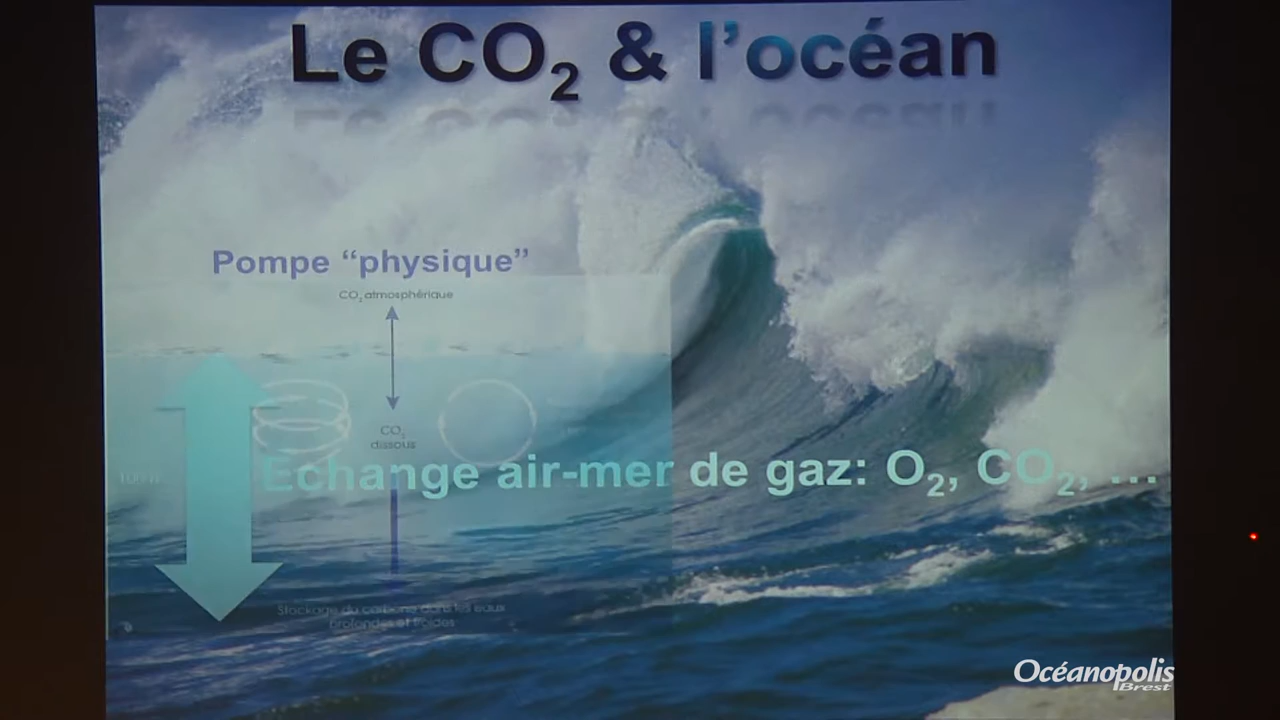 Le CO₂ & l'océan
Pompe “physique”
CO₂ atmosphérique
CO₂
dissous
100 m
Echange air-mer de gaz: O₂, CO₂, …
Stockage du carbone dans les eaux
profondes et froides
Océanopolis
Brest